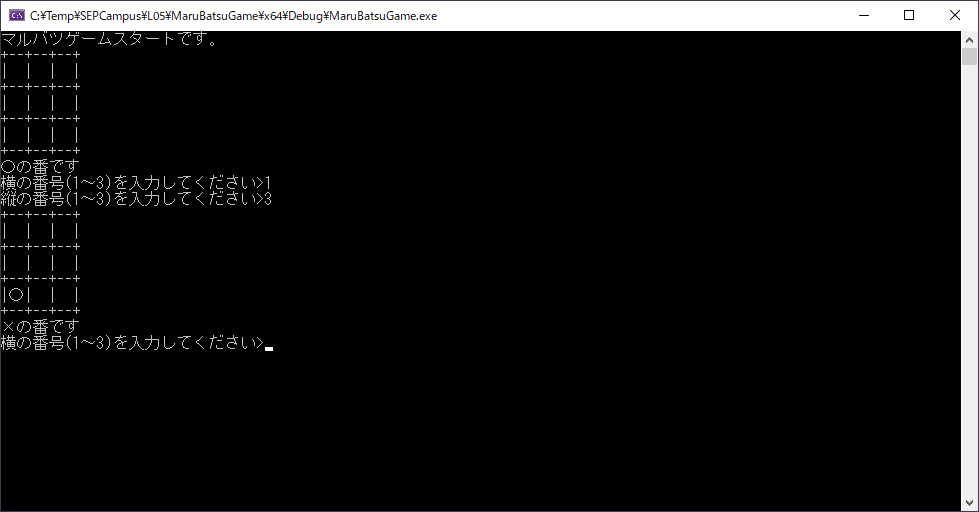 C:¥Temp¥SEPCampus¥L05¥MaruBatsuGame¥x64¥Debug¥MaruBatsuGame.exe
マルバツゲームスタートです。
+--+--+--+
|  |  |  |
+--+--+--+
|  |  |  |
+--+--+--+
|  |  |  |
+--+--+--+
○の番です
横の番号(1～3)を入力してください>1
縦の番号(1～3)を入力してください>3
+--+--+--+
|  |  |  |
+--+--+--+
|  |  |  |
+--+--+--+
|○|  |  |
+--+--+--+
×の番です
横の番号(1～3)を入力してください>